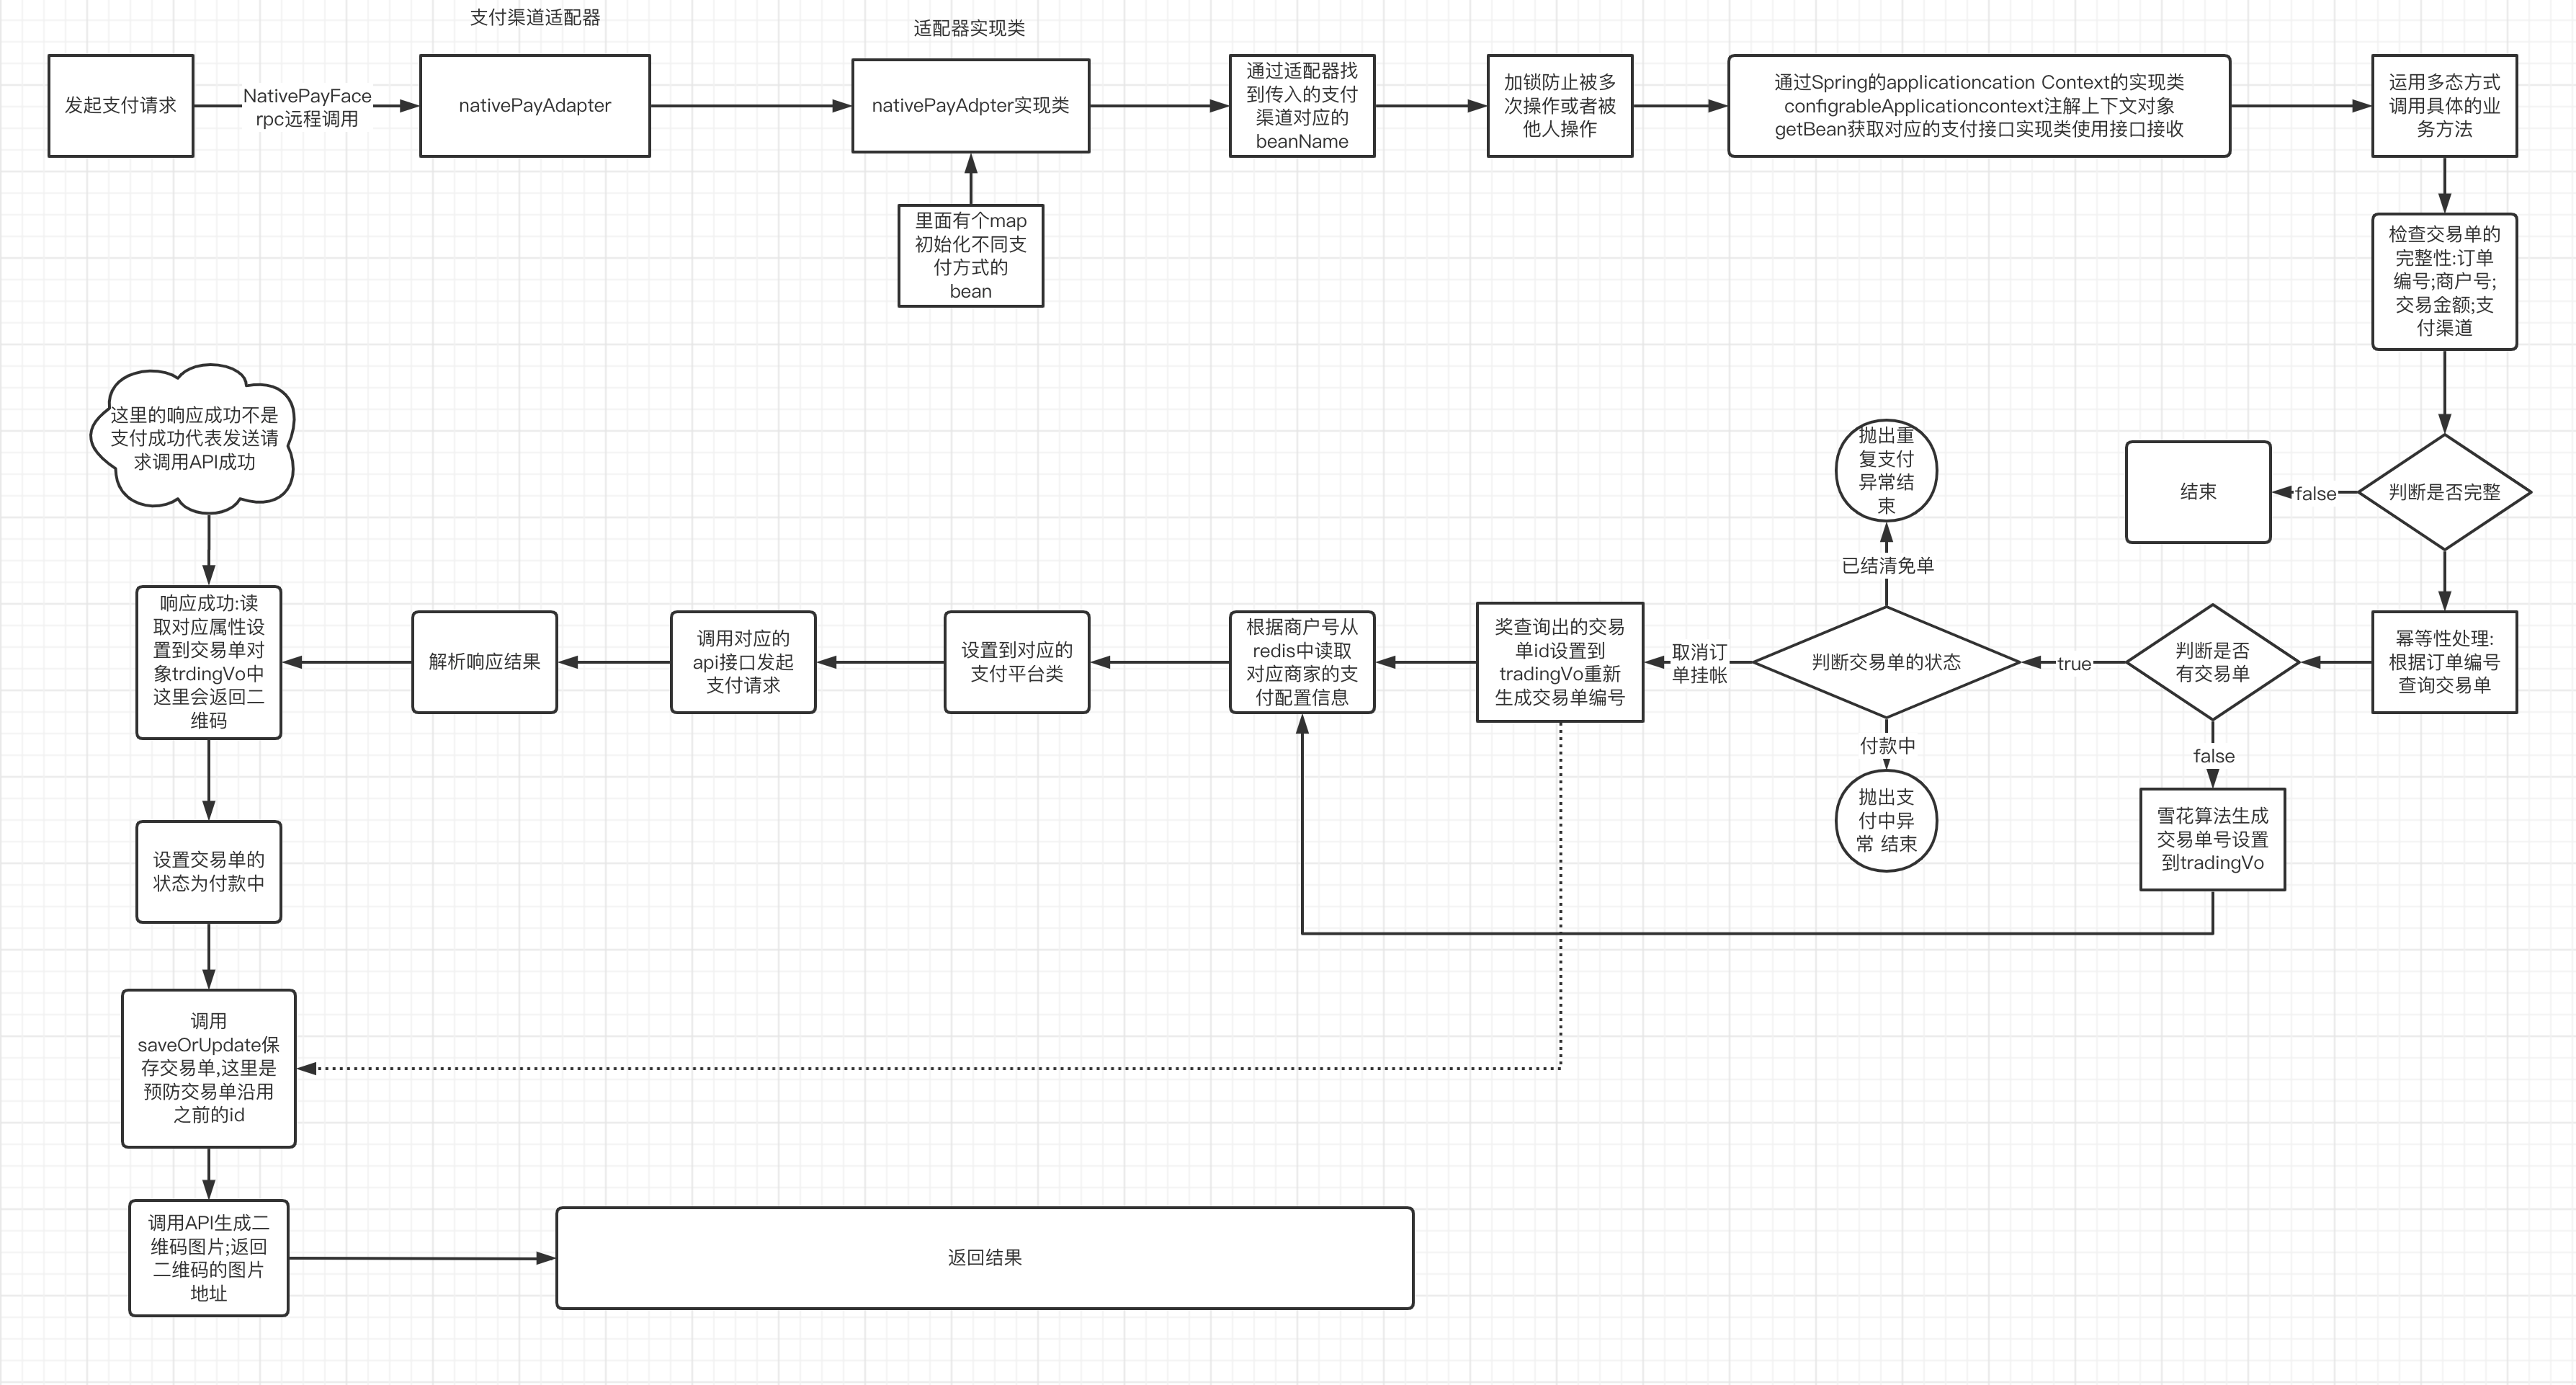 支付渠道适配器
适配器实现类
发起支付请求
NativePayFace
rpc远程调用
nativePayAdapter
nativePayAdpter实现类
通过适配器找
到传入的支付
渠道对应的
beanName
加锁防止被多
次操作或者被
他人操作
通过Spring的applicationcation Context的实现类
configrableApplicationcontext注解上下文对象
getBean获取对应的支付接口实现类使用接口接收
运用多态方式
调用具体的业
务方法
里面有个map
初始化不同支
付方式的
bean
检查交易单的
完整性:订单
编号;商户号;
交易金额;支
付渠道
判断是否完整
false
结束
幂等性处理:
根据订单编号
查询交易单
判断是否
有交易单
true
false
雪花算法生成
交易单号设置
到tradingVo
判断交易单的状态
已结清免单
抛出重
复支付
异常结
束
付款中
抛出支
付中异
常 结束
取消订
单挂帐
奖查询出的交易
单id设置到
tradingVo重新
生成交易单编号
根据商户号从
redis中读取
对应商家的支
付配置信息
设置到对应的
支付平台类
调用对应的
api接口发起
支付请求
解析响应结果
这里的响应成功不是
支付成功代表发送请
求调用API成功
响应成功:读
取对应属性设
置到交易单对
象trdingVo中
这里会返回二
维码
设置交易单的
状态为付款中
调用
saveOrUpdate保
存交易单,这里是
预防交易单沿用
之前的id
调用API生成二
维码图片;返回
二维码的图片
地址
返回结果